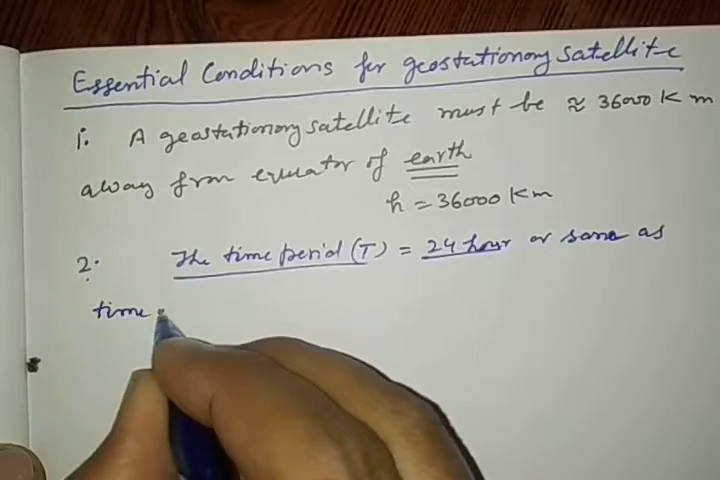 Essential Conditions for geostationary satellite
1. A geostationary satellite must be ≈ 36000 Km
away from equator of earth
h = 36000 Km
2. The time period (T) = 24 hour or same as
time